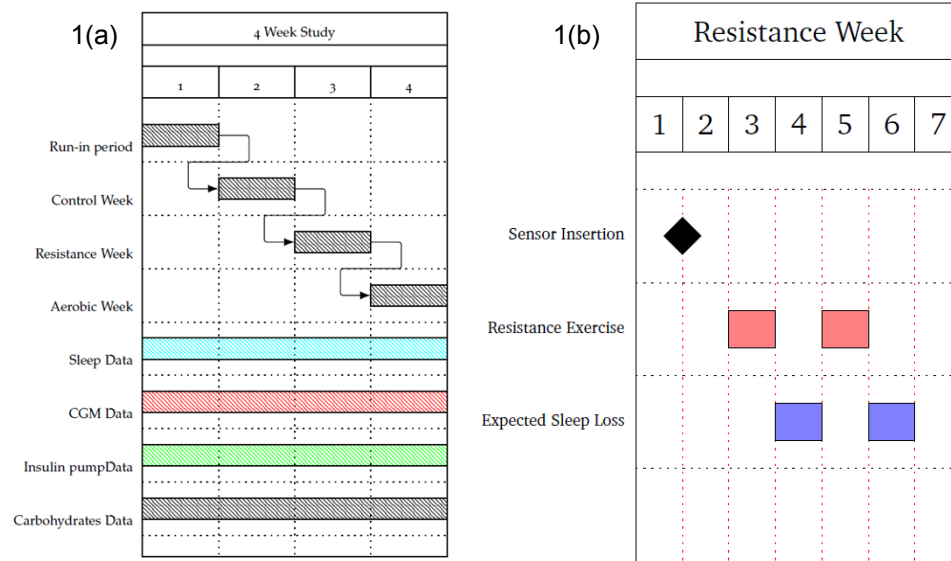 1(a)
4 Week Study
1 2 3 4
Run-in period
Control Week
Resistance Week
Aerobic Week
Sleep Data
CGM Data
Insulin pumpData
Carbohydrates Data
1(b)
Resistance Week
1 2 3 4 5 6 7
Sensor Insertion
Resistance Exercise
Expected Sleep Loss